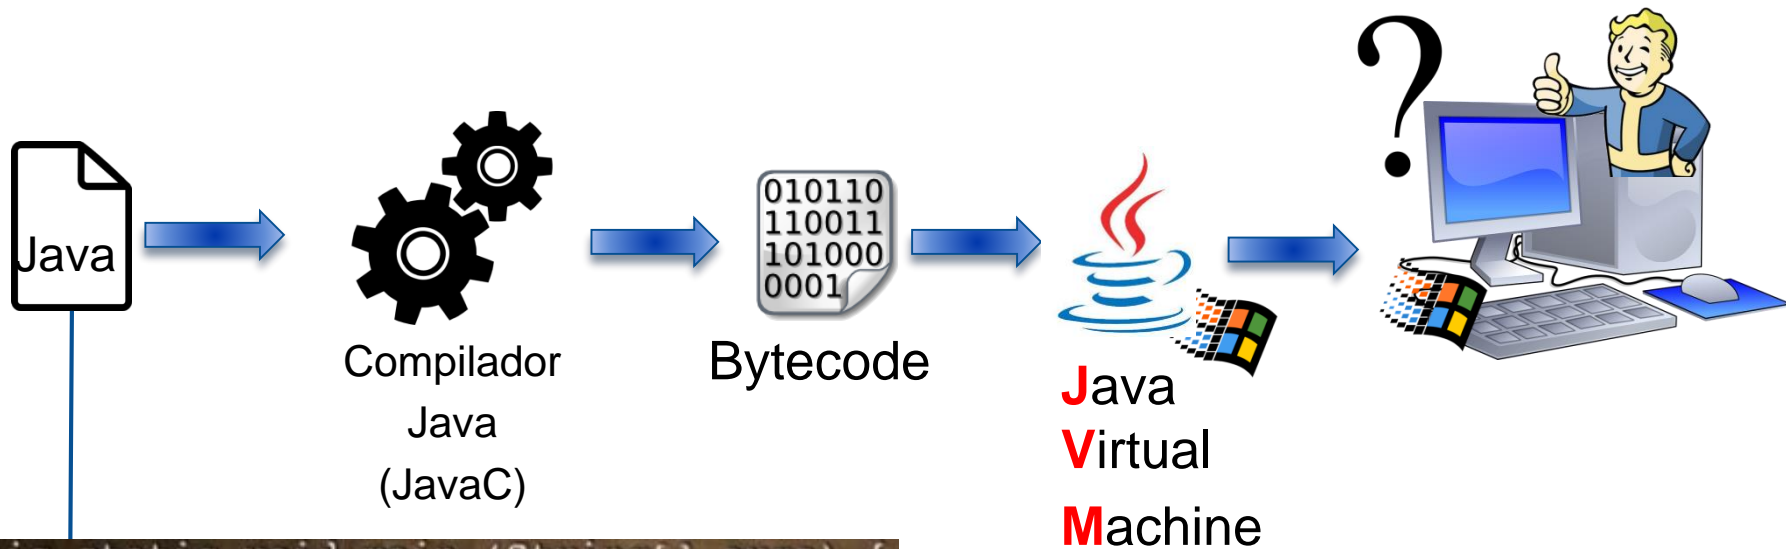 Java
Compilador
Java
(JavaC)
010110
110011
101000
0001
Bytecode
Java
Virtual
Machine
?